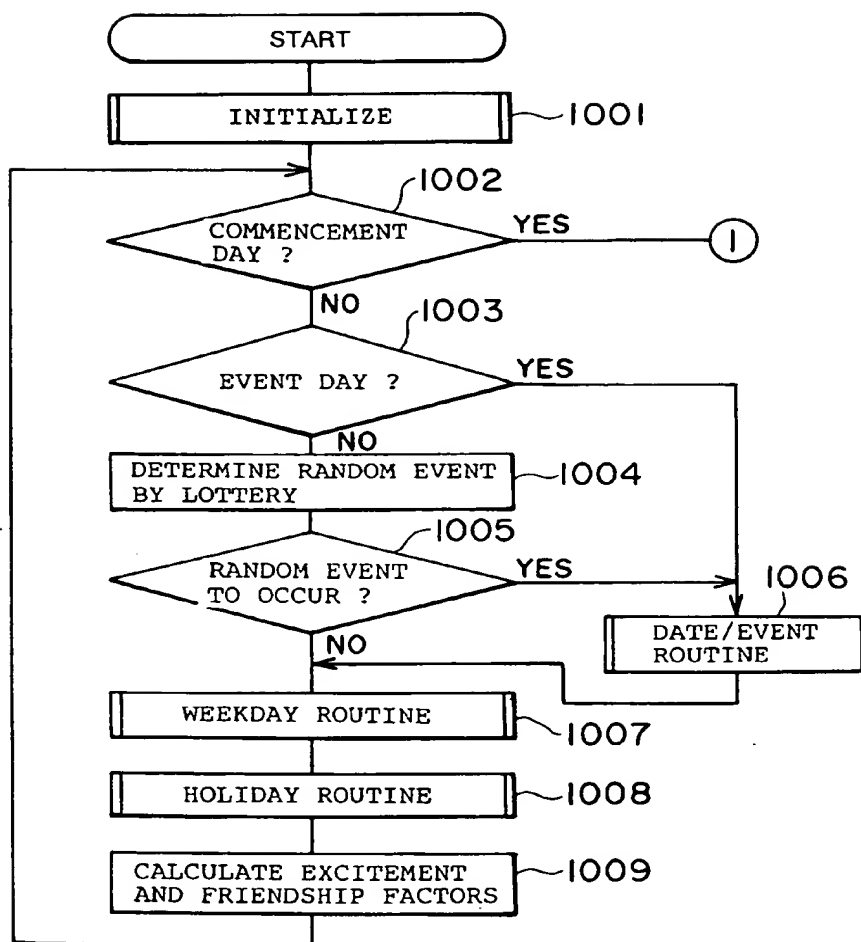 START
INITIALIZE
1001
1002
COMMENCEMENT
DAY ?
YES
1
NO
1003
EVENT DAY ?
YES
NO
DETERMINE RANDOM EVENT
BY LOTTERY
1004
1005
RANDOM EVENT
TO OCCUR ?
YES
1006
DATE/EVENT
ROUTINE
NO
WEEKDAY ROUTINE
1007
HOLIDAY ROUTINE
1008
CALCULATE EXCITEMENT
AND FRIENDSHIP FACTORS
1009